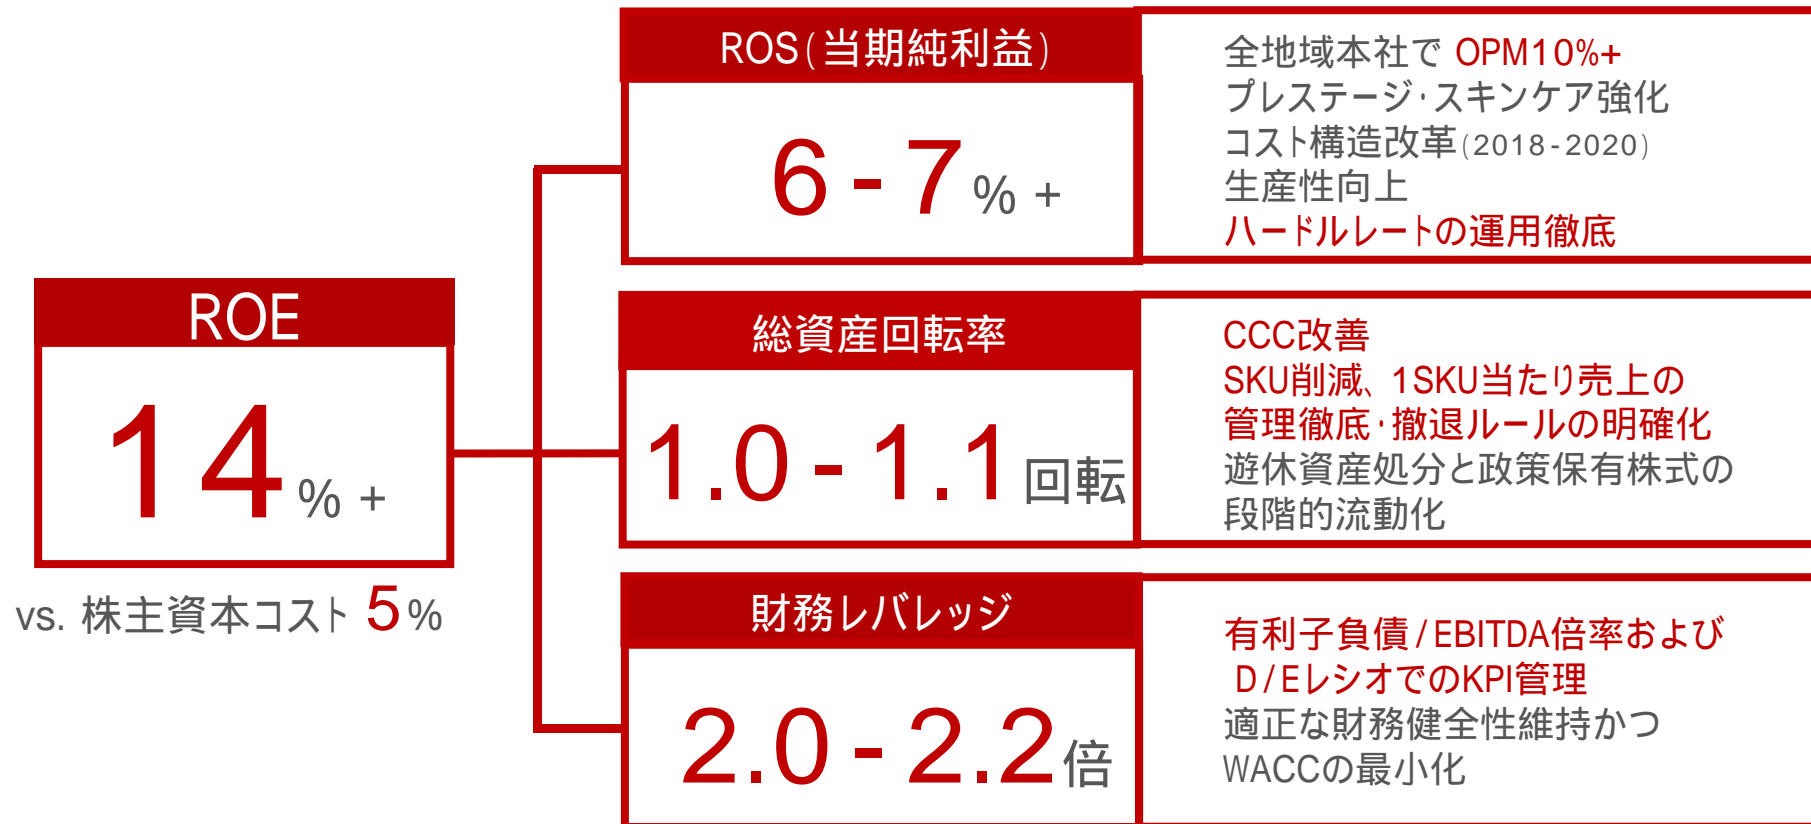 ROE
14% +
vs. 株主資本コスト 5%
ROS(当期純利益)
6 - 7% +
全地域本社で OPM10%+
プレステージ・スキンケア強化
コスト構造改革(2018-2020)
生産性向上
ハードルレートの運用徹底
総資産回転率
1.0 - 1.1回転
CCC改善
SKU削減、1SKU当たり売上の
管理徹底・撤退ルールの明確化
遊休資産処分と政策保有株式の
段階的流動化
財務レバレッジ
2.0 - 2.2倍
有利子負債/EBITDA倍率および
D/EレシオでのKPI管理
適正な財務健全性維持かつ
WACCの最小化